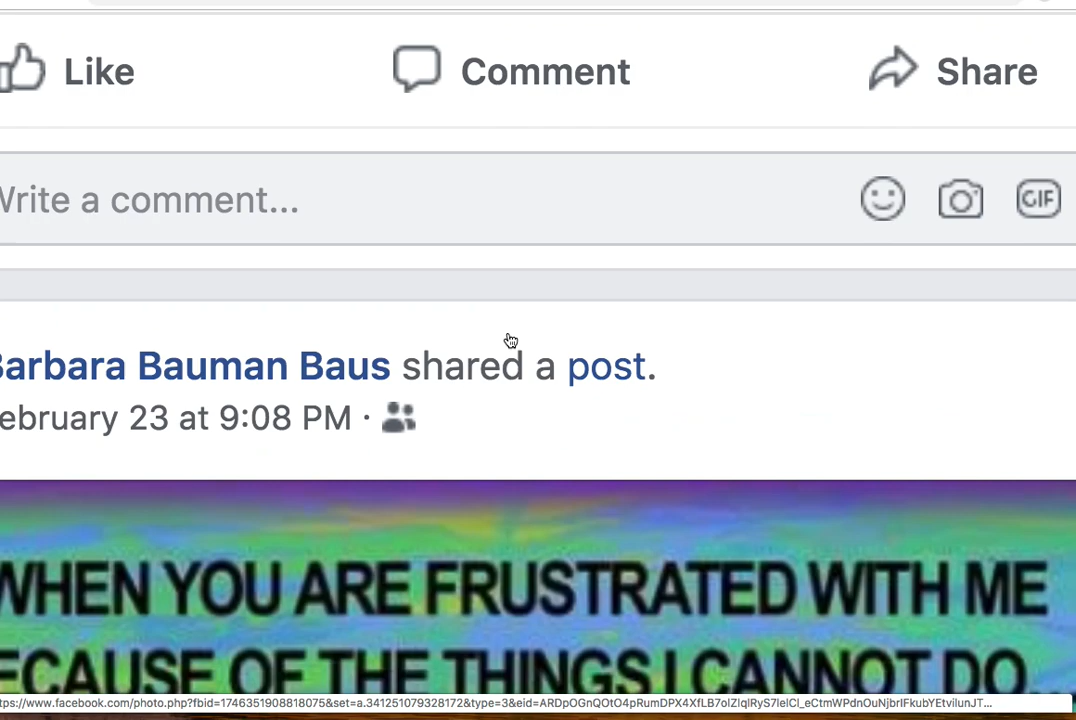 Like Comment Share
Write a comment...
GIF
Barbara Bauman Baus shared a post.
ebruary 23 at 9:08 PM ·
WHEN YOU ARE FRUSTRATED WITH ME
ECAUSE OF THE THINGS I CANNOT DO,